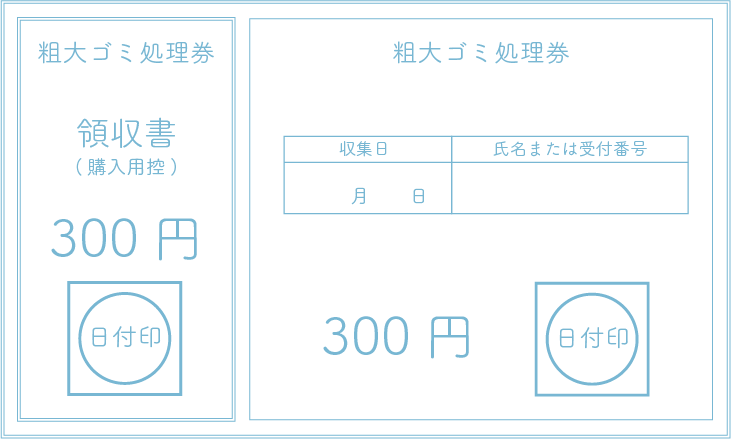 粗大ゴミ処理券
領収書
(購入用控)
300 円
日付印
粗大ゴミ処理券
収集日 氏名または受付番号
月 日
300 円
日付印